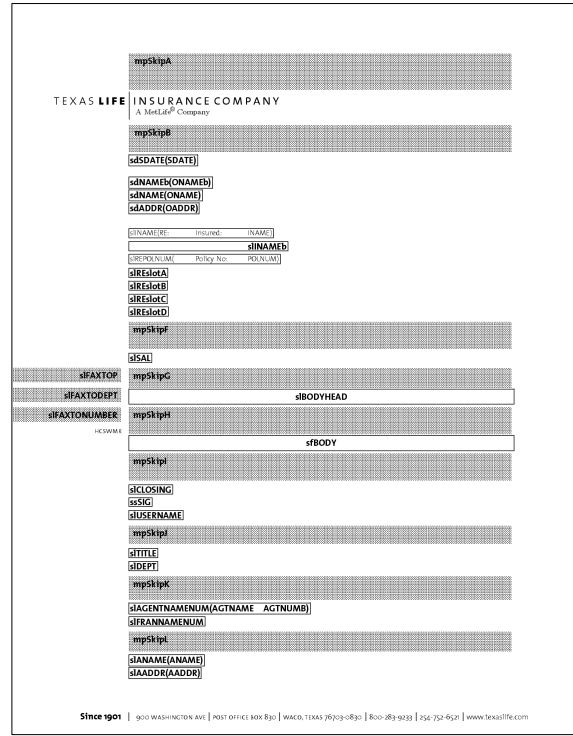 mpSkipA
TEXAS LIFE INSURANCE COMPANY
A MetLife® Company
mpSkipB
sdSDATE(SDATE)
sdNAMEb(ONAMEb)
sdNAME(ONAME)
sdADDR(OADDR)
slINAME(RE: Insured: INAME)
slINAMEb
slREPOLNUM( Policy No: POLNUM)
slREslotA
slREslotB
slREslotC
slREslotD
mpSkipF
slSAL
slFAXTOP mpSkipG
slFAXTODEPT slBODYHEAD
slFAXTONUMBER mpSkipH
HCSWMR
sfBODY
mpSkipI
slCLOSING
ssSIG
slUSERNAME
mpSkipJ
slTITLE
slDEPT
mpSkipK
slAGENTNAMENUM(AGTNAME AGTNUMB)
slFRANNAMENUM
mpSkipL
slANAME(ANAME)
slAADDR(AADDR)
Since 1901 | 900 WASHINGTON AVE | POST OFFICE BOX 830 | WACO, TEXAS 76703-0830 | 800-283-9233 | 254-752-6521 | www.texaslife.com